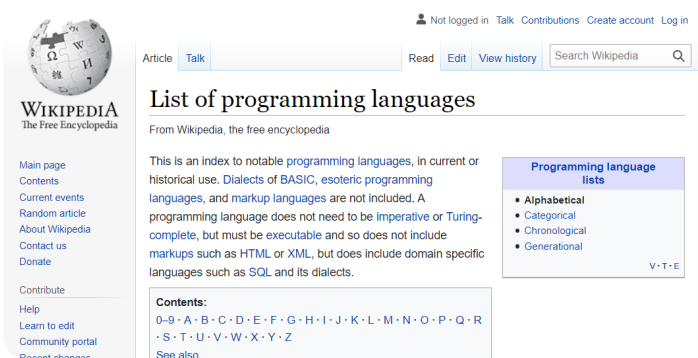 Not logged in Talk Contributions Create account Log in
Article Talk Read Edit View history Search Wikipedia
WIKIPEDIA
The Free Encyclopedia
Main page
Contents
Current events
Random article
About Wikipedia
Contact us
Donate
Contribute
Help
Learn to edit
Community portal
Recent changes
List of programming languages
From Wikipedia, the free encyclopedia
This is an index to notable programming languages, in current or
historical use. Dialects of BASIC, esoteric programming
languages, and markup languages are not included. A
programming language does not need to be imperative or Turing-
complete, but must be executable and so does not include
markups such as HTML or XML, but does include domain specific
languages such as SQL and its dialects.
Programming language
lists
• Alphabetical
• Categorical
• Chronological
• Generational
V · T · E
Contents:
0–9 · A · B · C · D · E · F · G · H · I · J · K · L · M · N · O · P · Q · R
· S · T · U · V · W · X · Y · Z
See also